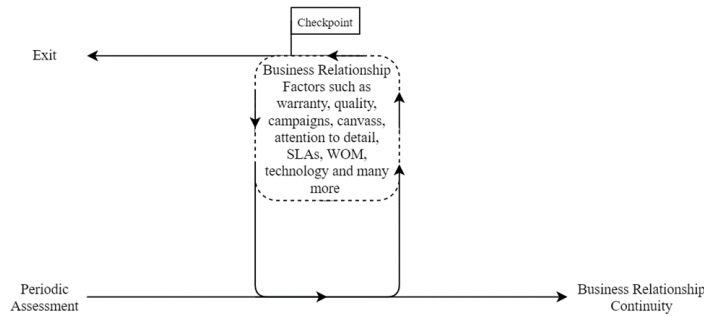 Checkpoint
Exit
Business Relationship
Factors such as
warranty, quality,
campaigns, canvass,
attention to detail,
SLAs, WOM,
technology and many
more
Periodic
Assessment
Business Relationship
Continuity